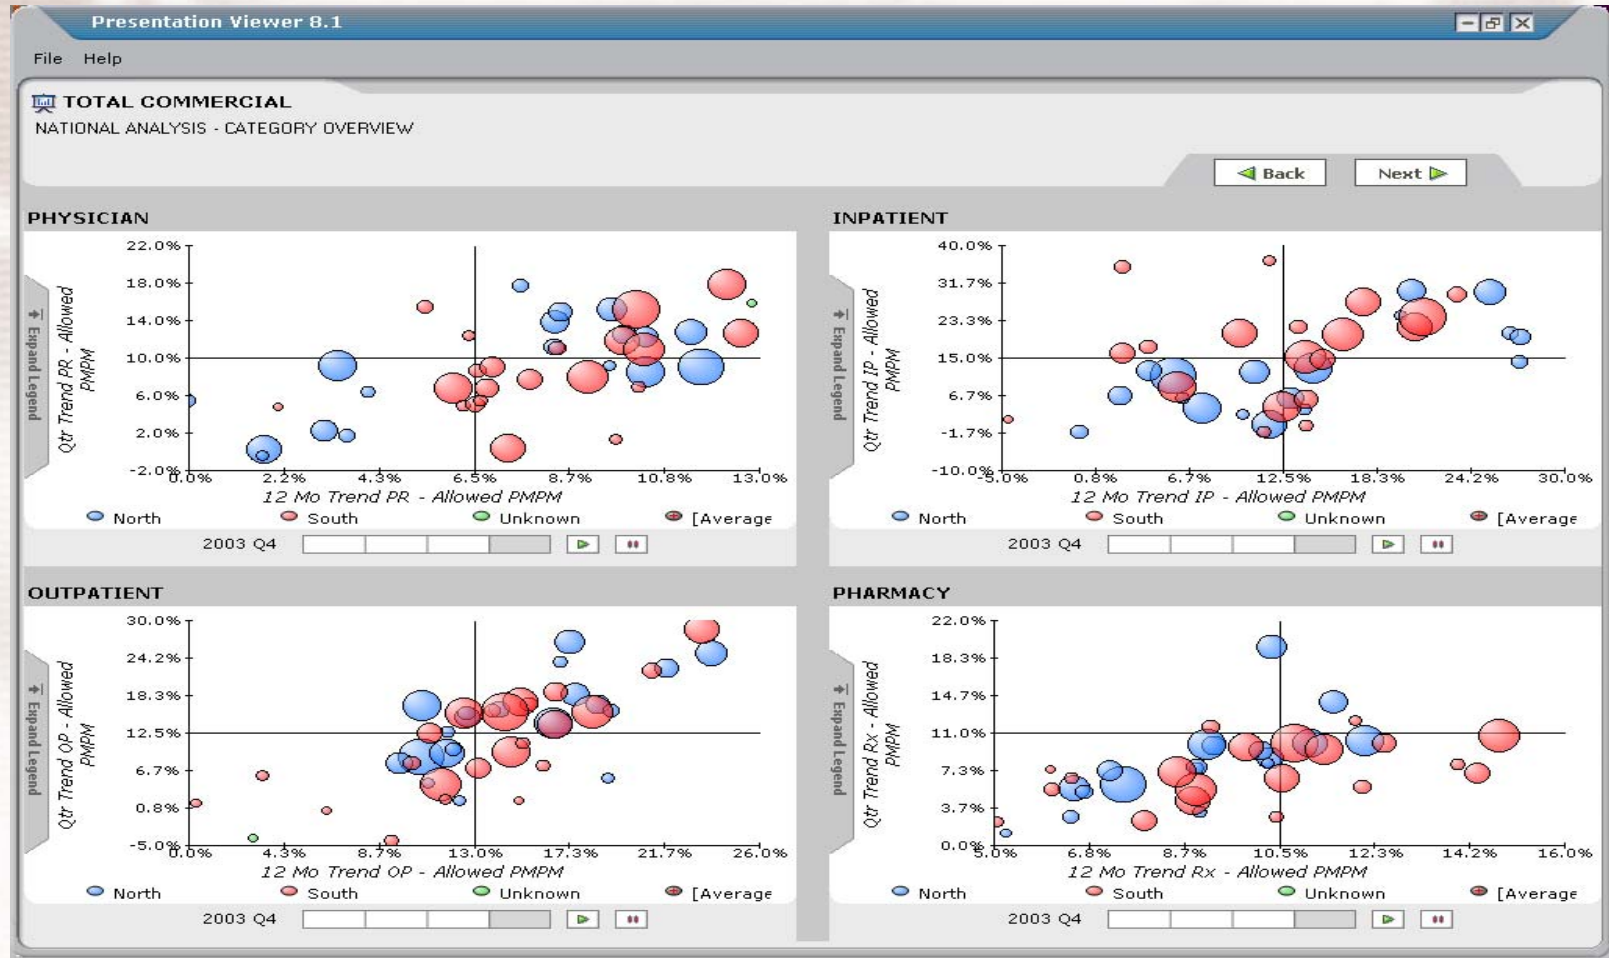 Presentation Viewer 8.1
File Help
TOTAL COMMERCIAL
NATIONAL ANALYSIS - CATEGORY OVERVIEW
Back Next
PHYSICIAN
Expand Legend
Qtr Trend PR - Allowed
PMPM
22.0%
18.0%
14.0%
10.0%
6.0%
2.0%
-2.0%
0.0% 2.2% 4.3% 6.5% 8.7% 10.8% 13.0%
12 Mo Trend PR - Allowed PMPM
North South Unknown [Average
2003 Q4
INPATIENT
Expand Legend
Qtr Trend IP - Allowed
PMPM
40.0%
31.7%
23.3%
15.0%
6.7%
-1.7%
-10.0%
-5.0% 0.8% 6.7% 12.5% 18.3% 24.2% 30.0%
12 Mo Trend IP - Allowed PMPM
North South Unknown [Average
2003 Q4
OUTPATIENT
Expand Legend
Qtr Trend OP - Allowed
PMPM
30.0%
24.2%
18.3%
12.5%
6.7%
0.8%
-5.0%
0.0% 4.3% 8.7% 13.0% 17.3% 21.7% 26.0%
12 Mo Trend OP - Allowed PMPM
North South Unknown [Average
2003 Q4
PHARMACY
Expand Legend
Qtr Trend Rx - Allowed
PMPM
22.0%
18.3%
14.7%
11.0%
7.3%
3.7%
0.0%
5.0% 6.8% 8.7% 10.5% 12.3% 14.2% 16.0%
12 Mo Trend Rx - Allowed PMPM
North South Unknown [Average
2003 Q4